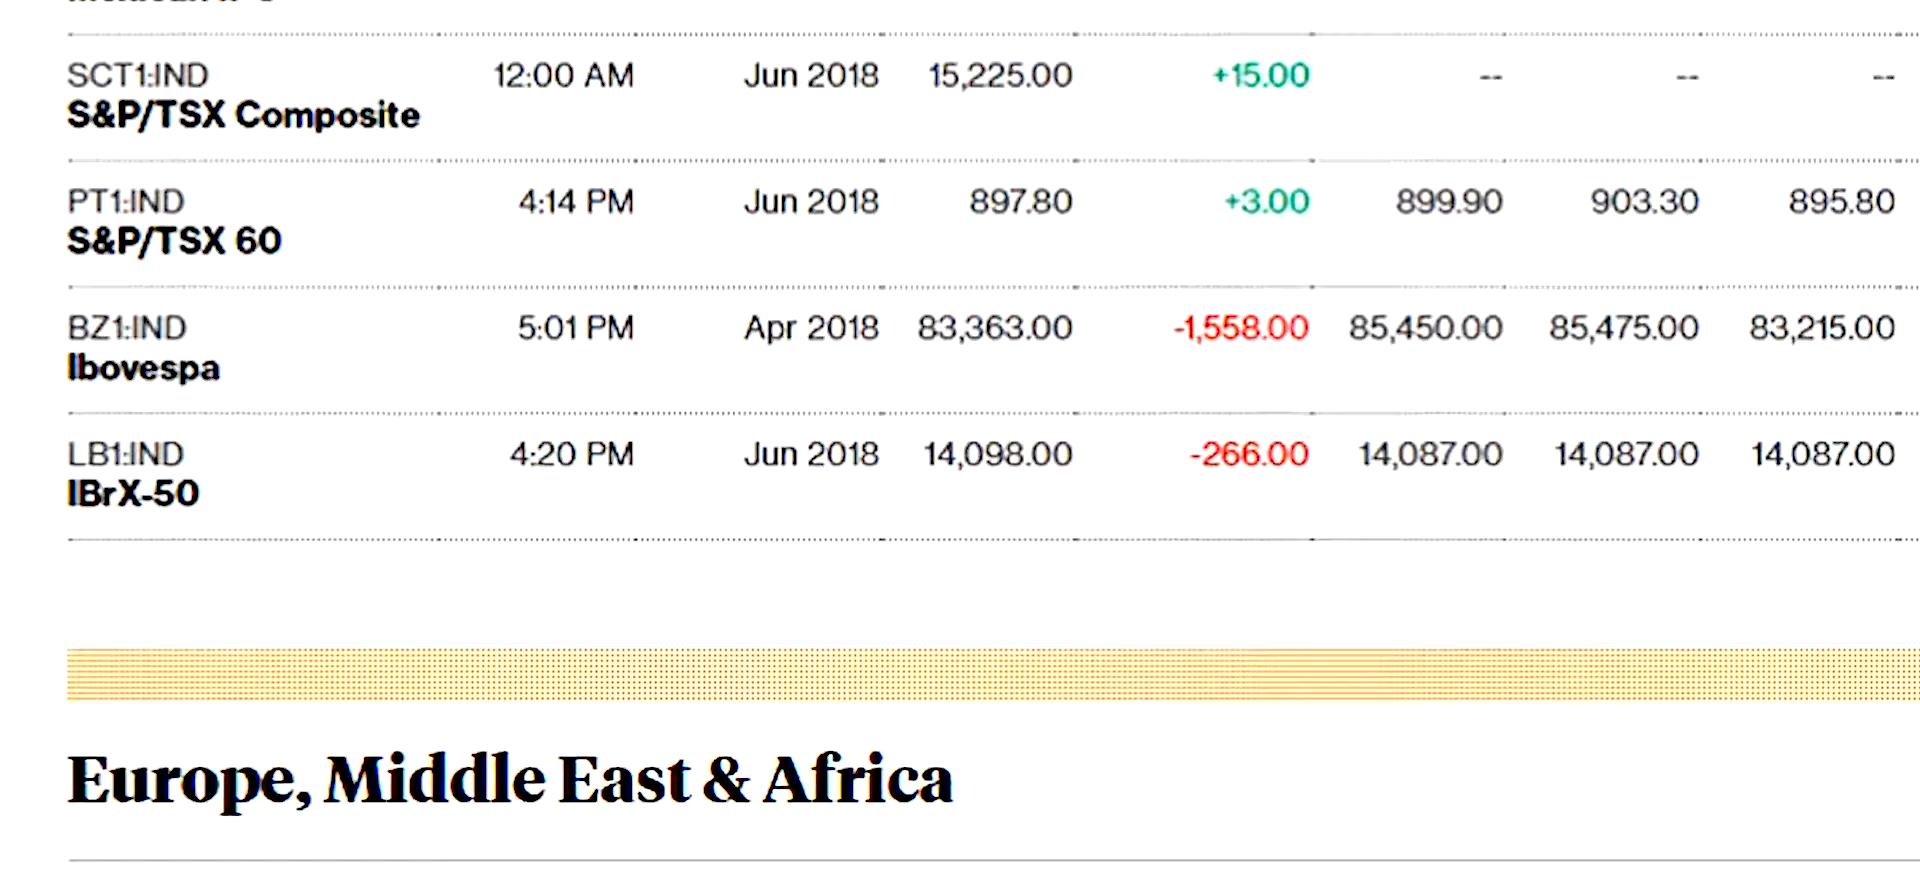 SCT1:IND 12:00 AM Jun 2018 15,225.00 +15.00 -- -- --
S&P/TSX Composite
PT1:IND 4:14 PM Jun 2018 897.80 +3.00 899.90 903.30 895.80
S&P/TSX 60
BZ1:IND 5:01 PM Apr 2018 83,363.00 -1,558.00 85,450.00 85,475.00 83,215.00
Ibovespa
LB1:IND 4:20 PM Jun 2018 14,098.00 -266.00 14,087.00 14,087.00 14,087.00
IBrX-50
Europe, Middle East & Africa